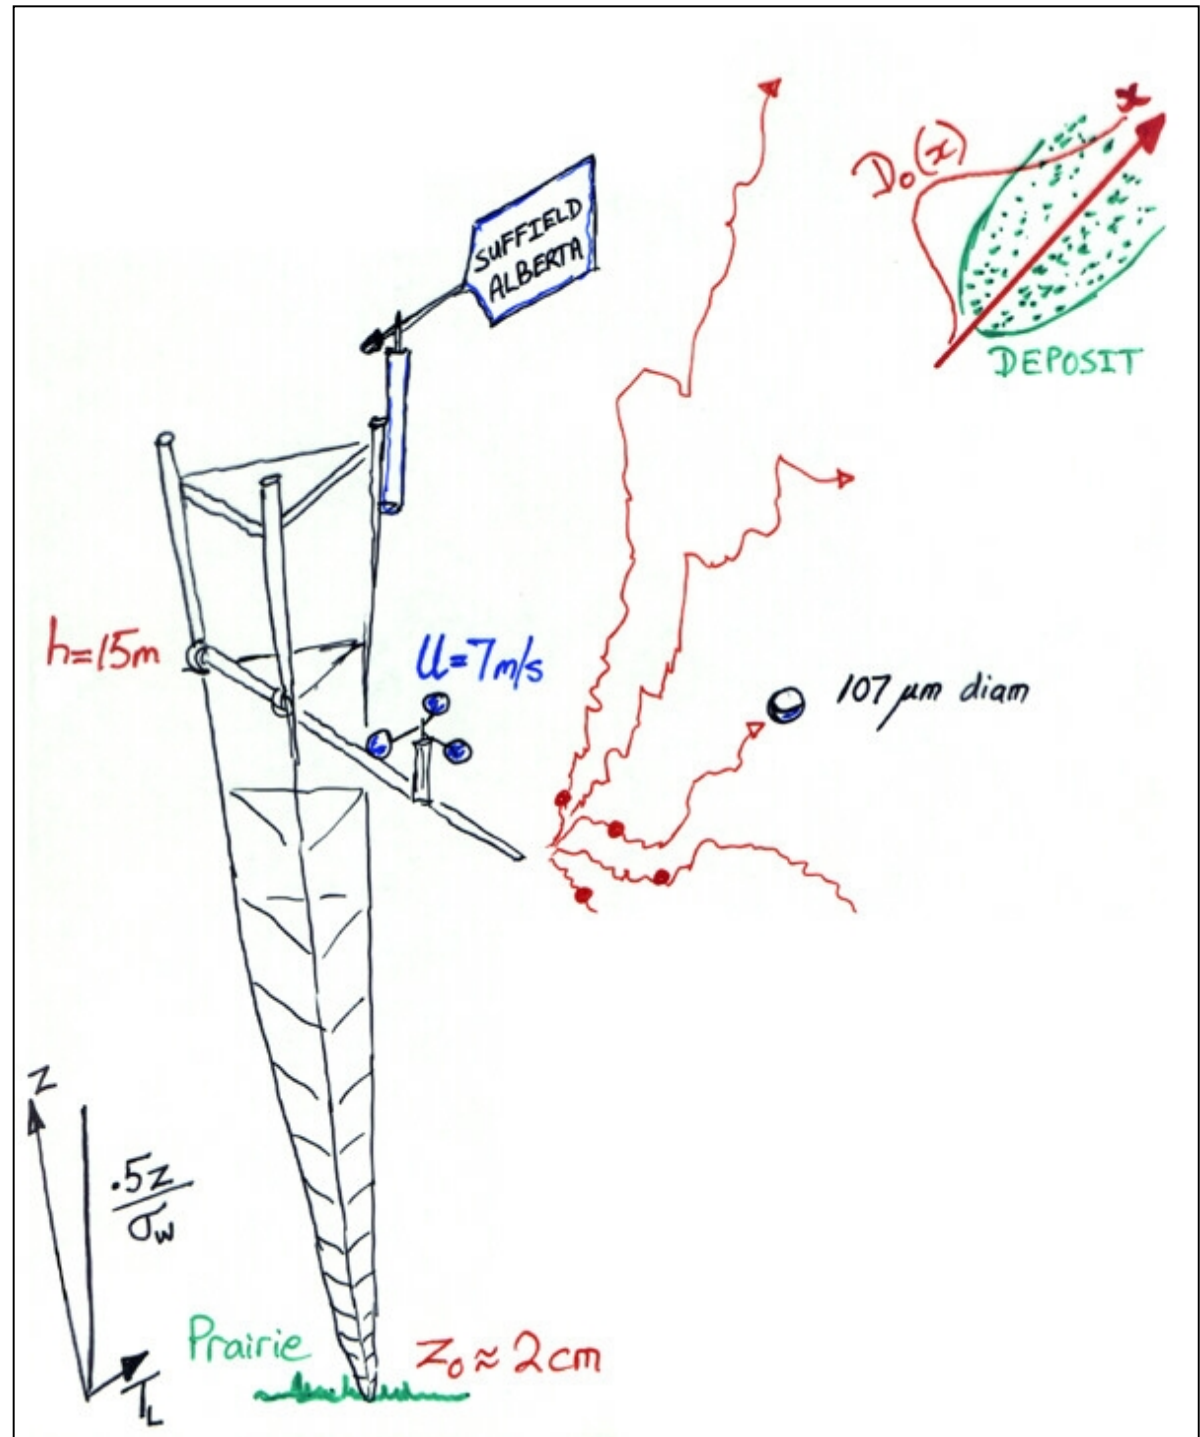 x
D₀(x)
SUFFIELD
ALBERTA
DEPOSIT
h=15m
U=7m/s
107 μm diam
z
.5z
σw
Prairie
z₀ ≈ 2cm
TL